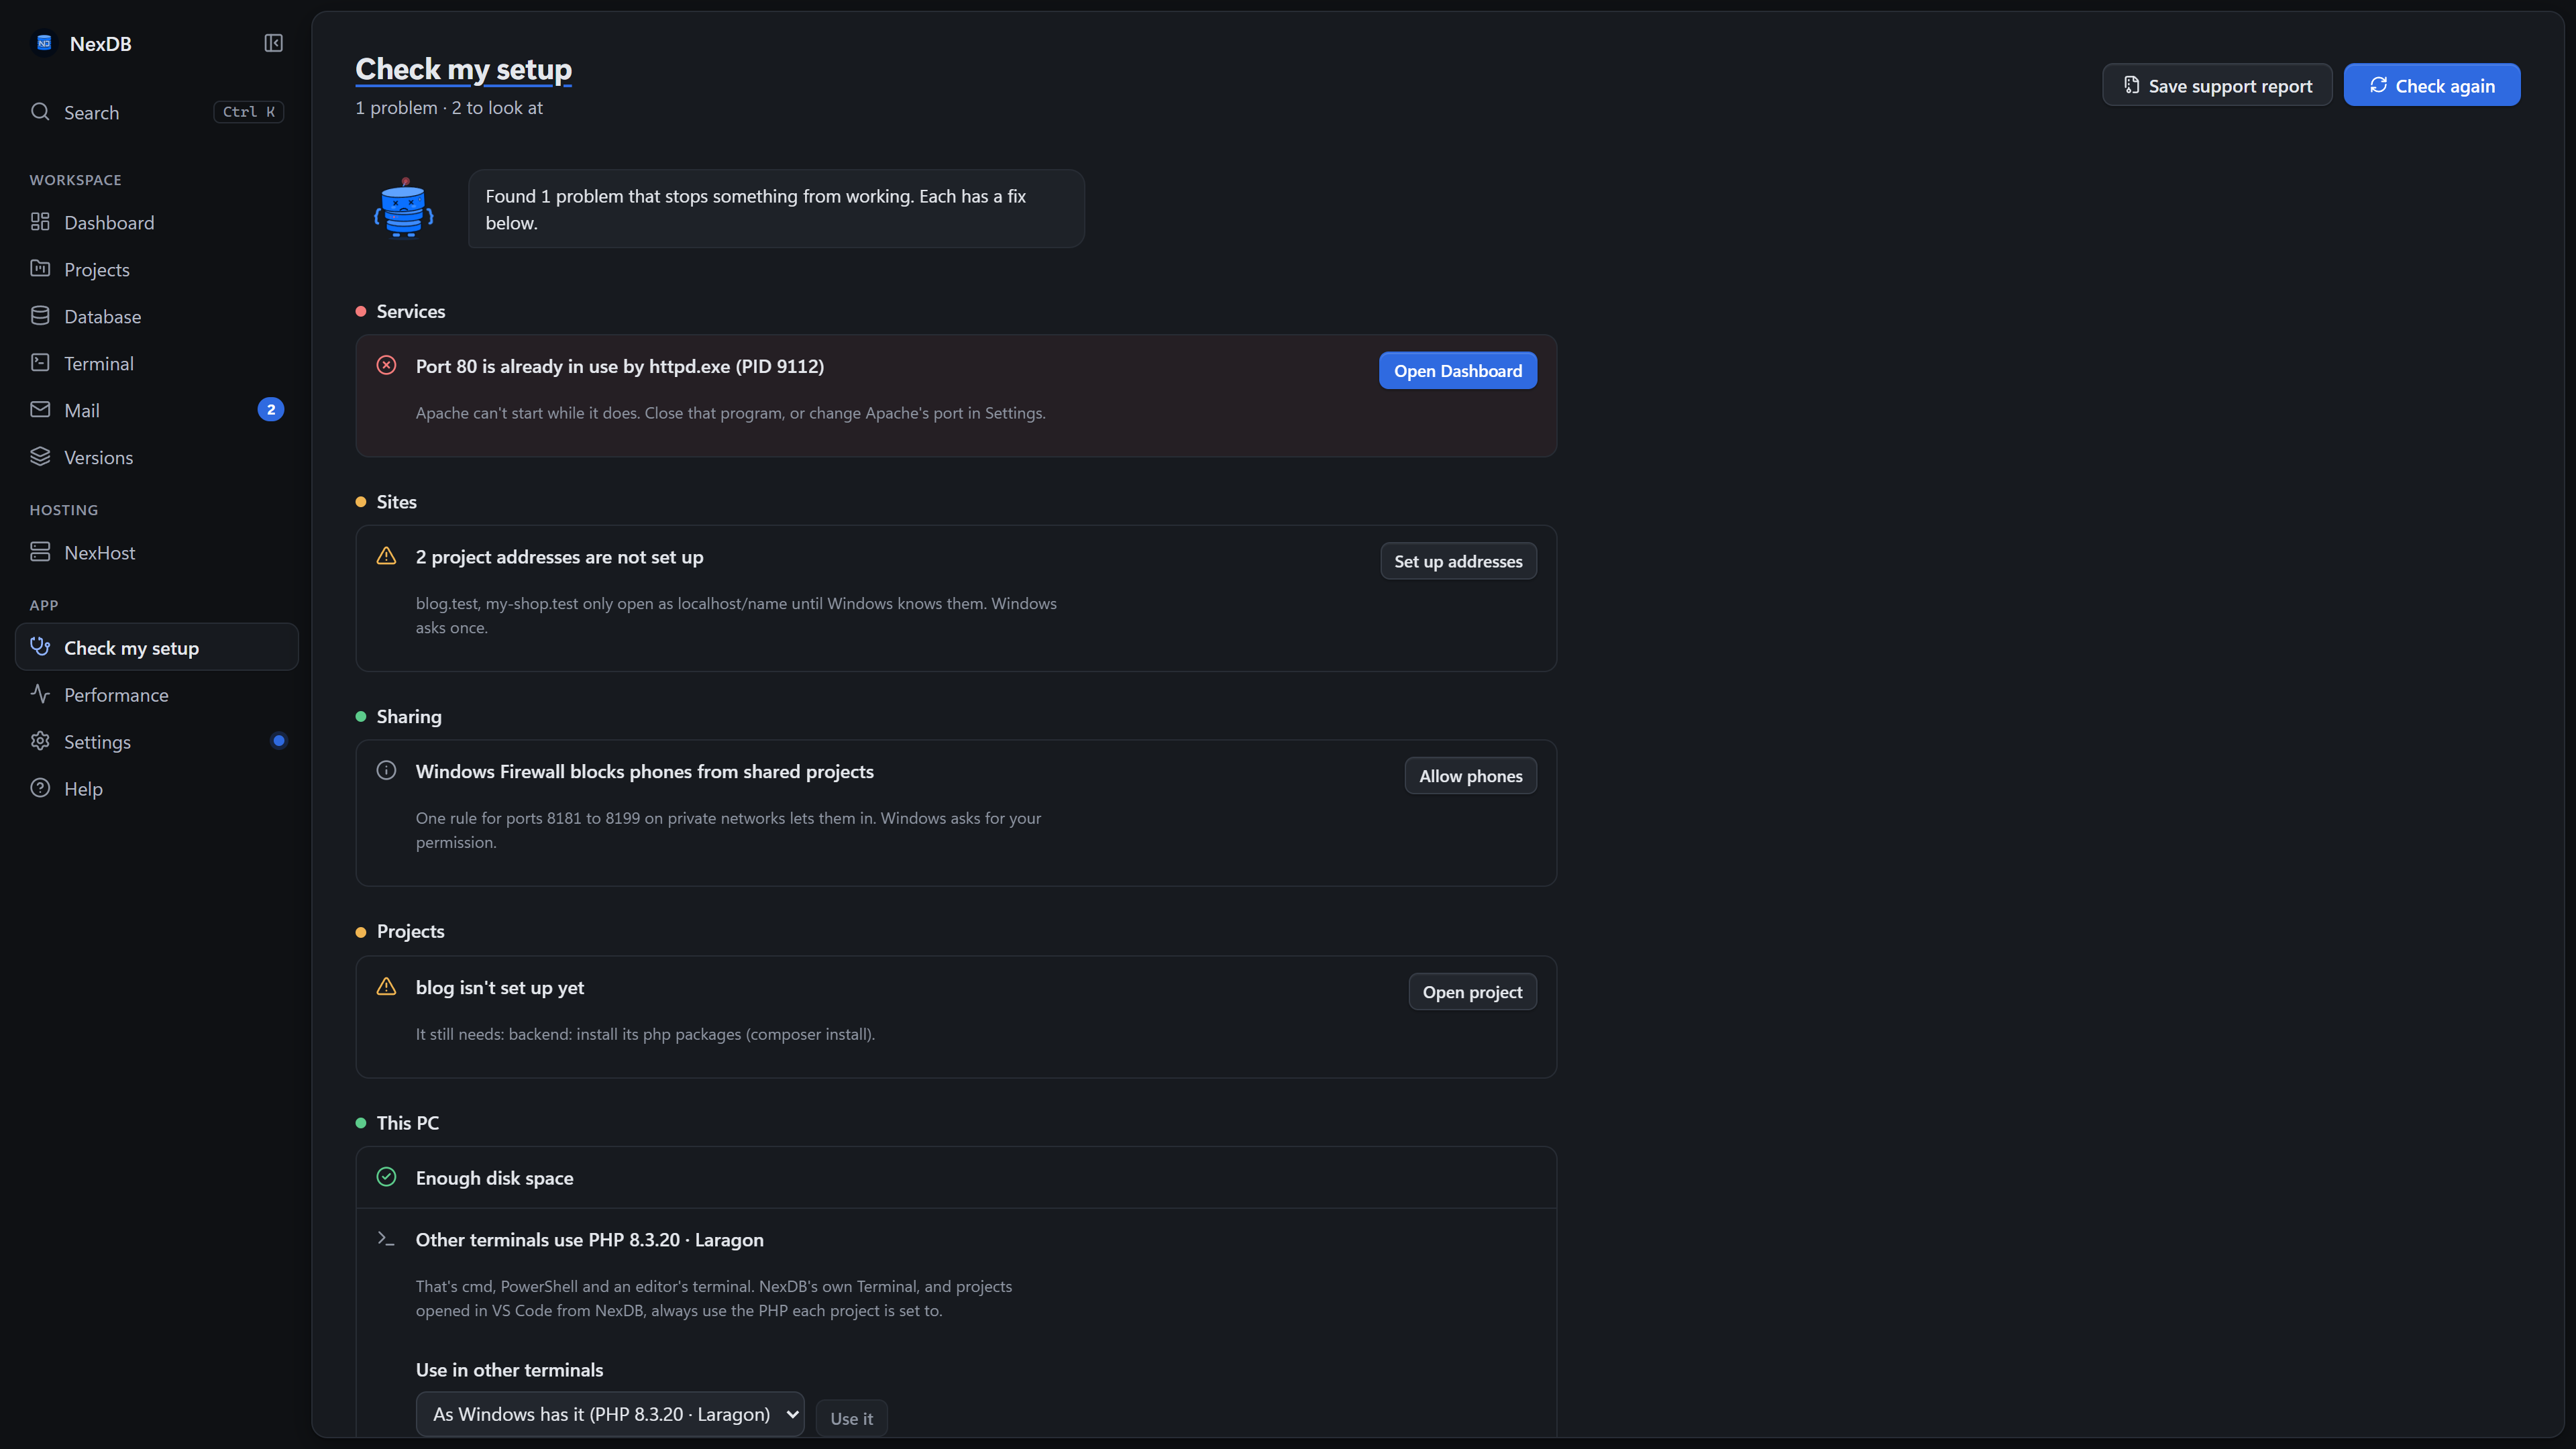 NexDB
Search
Ctrl K
WORKSPACE
Dashboard
Projects
Database
Terminal
Mail
2
Versions
HOSTING
NexHost
APP
Check my setup
Performance
Settings
Help
Check my setup
1 problem · 2 to look at
Save support report
Check again
Found 1 problem that stops something from working. Each has a fix
below.
Services
Port 80 is already in use by httpd.exe (PID 9112)
Open Dashboard
Apache can't start while it does. Close that program, or change Apache's port in Settings.
Sites
2 project addresses are not set up
Set up addresses
blog.test, my-shop.test only open as localhost/name until Windows knows them. Windows
asks once.
Sharing
Windows Firewall blocks phones from shared projects
Allow phones
One rule for ports 8181 to 8199 on private networks lets them in. Windows asks for your
permission.
Projects
blog isn't set up yet
Open project
It still needs: backend: install its php packages (composer install).
This PC
Enough disk space
Other terminals use PHP 8.3.20 · Laragon
That's cmd, PowerShell and an editor's terminal. NexDB's own Terminal, and projects
opened in VS Code from NexDB, always use the PHP each project is set to.
Use in other terminals
As Windows has it (PHP 8.3.20 · Laragon)
Use it